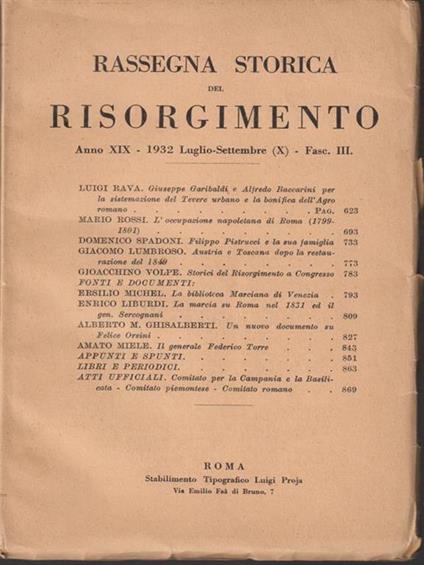 RASSEGNA STORICA
DEL
RISORGIMENTO
Anno XIX - 1932 Luglio-Settembre (X) - Fasc. III.
LUIGI RAVA. Giuseppe Garibaldi e Alfredo Baccarini per
la sistemazione del Tevere urbano e la bonifica dell'Agro
romano . . . . . . . . . . . PAG. 623
MARIO ROSSI. L'occupazione napoletana di Roma (1799-
1801) . . . . . . . . . . . . 693
DOMENICO SPADONI. Filippo Pistrucci e la sua famiglia 733
GIACOMO LUMBROSO. Austria e Toscana dopo la restau-
razione del 1849 . . . . . . . . . 773
GIOACCHINO VOLPE. Storici del Risorgimento a Congresso 783
FONTI E DOCUMENTI:
ERSILIO MICHEL. La biblioteca Marciana di Venezia . 793
ENRICO LIBURDI. La marcia su Roma nel 1831 ed il
gen. Sercognani . . . . . . . . . 809
ALBERTO M. GHISALBERTI. Un nuovo documento su
Felice Orsini . . . . . . . . . . 827
AMATO MIELE. Il generale Federico Torre . . . 843
APPUNTI E SPUNTI. . . . . . . . . 851
LIBRI E PERIODICI. . . . . . . . . 863
ATTI UFFICIALI. Comitato per la Campania e la Basili-
cata - Comitato piemontese - Comitato romano . . 869
ROMA
Stabilimento Tipografico Luigi Proja
Via Emilio Faà di Bruno, 7